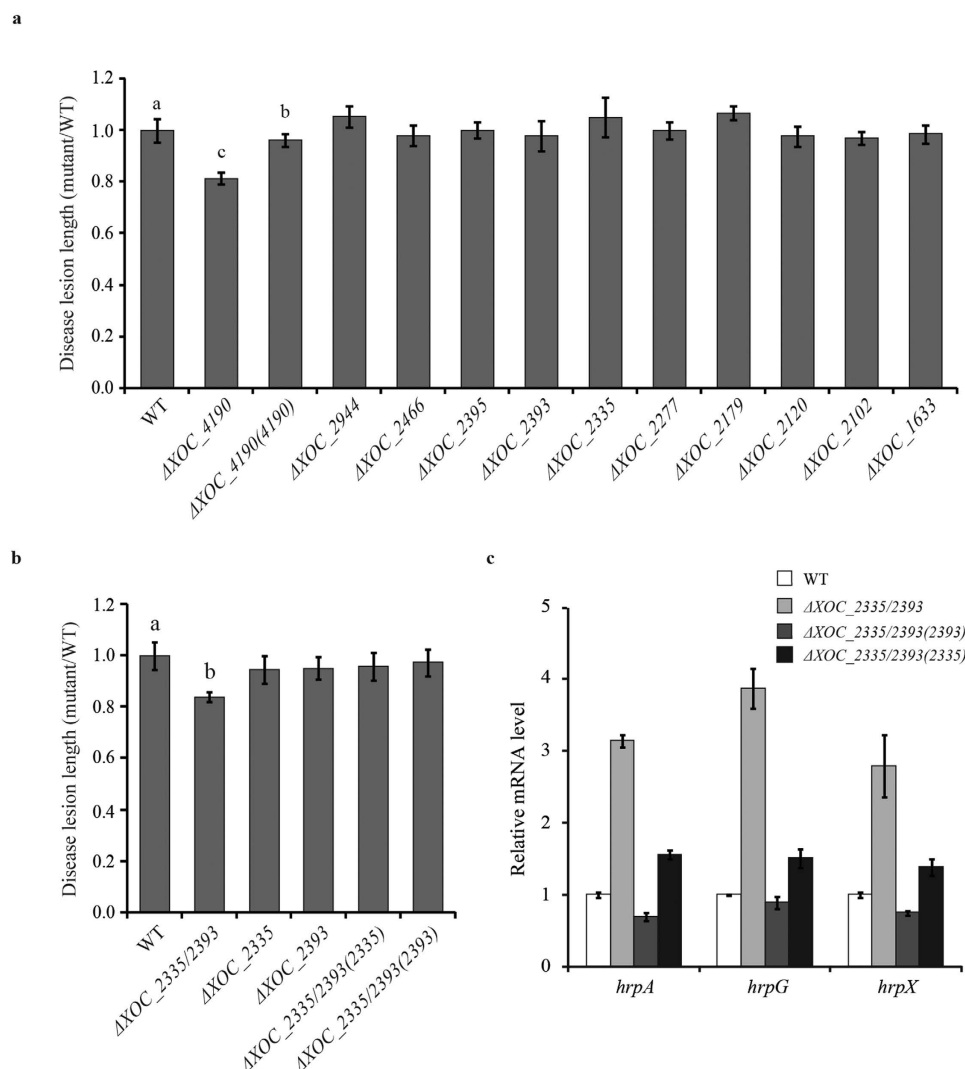 a
Disease lesion length (mutant/WT)
1.2
1.0
0.8
0.6
0.4
0.2
0.0
a
c
b
WT
ΔXOC_4190
ΔXOC_4190(4190)
ΔXOC_2944
ΔXOC_2466
ΔXOC_2395
ΔXOC_2393
ΔXOC_2335
ΔXOC_2277
ΔXOC_2179
ΔXOC_2120
ΔXOC_2102
ΔXOC_1633
b
Disease lesion length (mutant/WT)
1.2
1.0
0.8
0.6
0.4
0.2
0.0
a
b
WT
ΔXOC_2335/2393
ΔXOC_2335
ΔXOC_2393
ΔXOC_2335/2393(2335)
ΔXOC_2335/2393(2393)
c
WT
ΔXOC_2335/2393
ΔXOC_2335/2393(2393)
ΔXOC_2335/2393(2335)
Relative mRNA level
5
4
3
2
1
0
hrpA
hrpG
hrpX